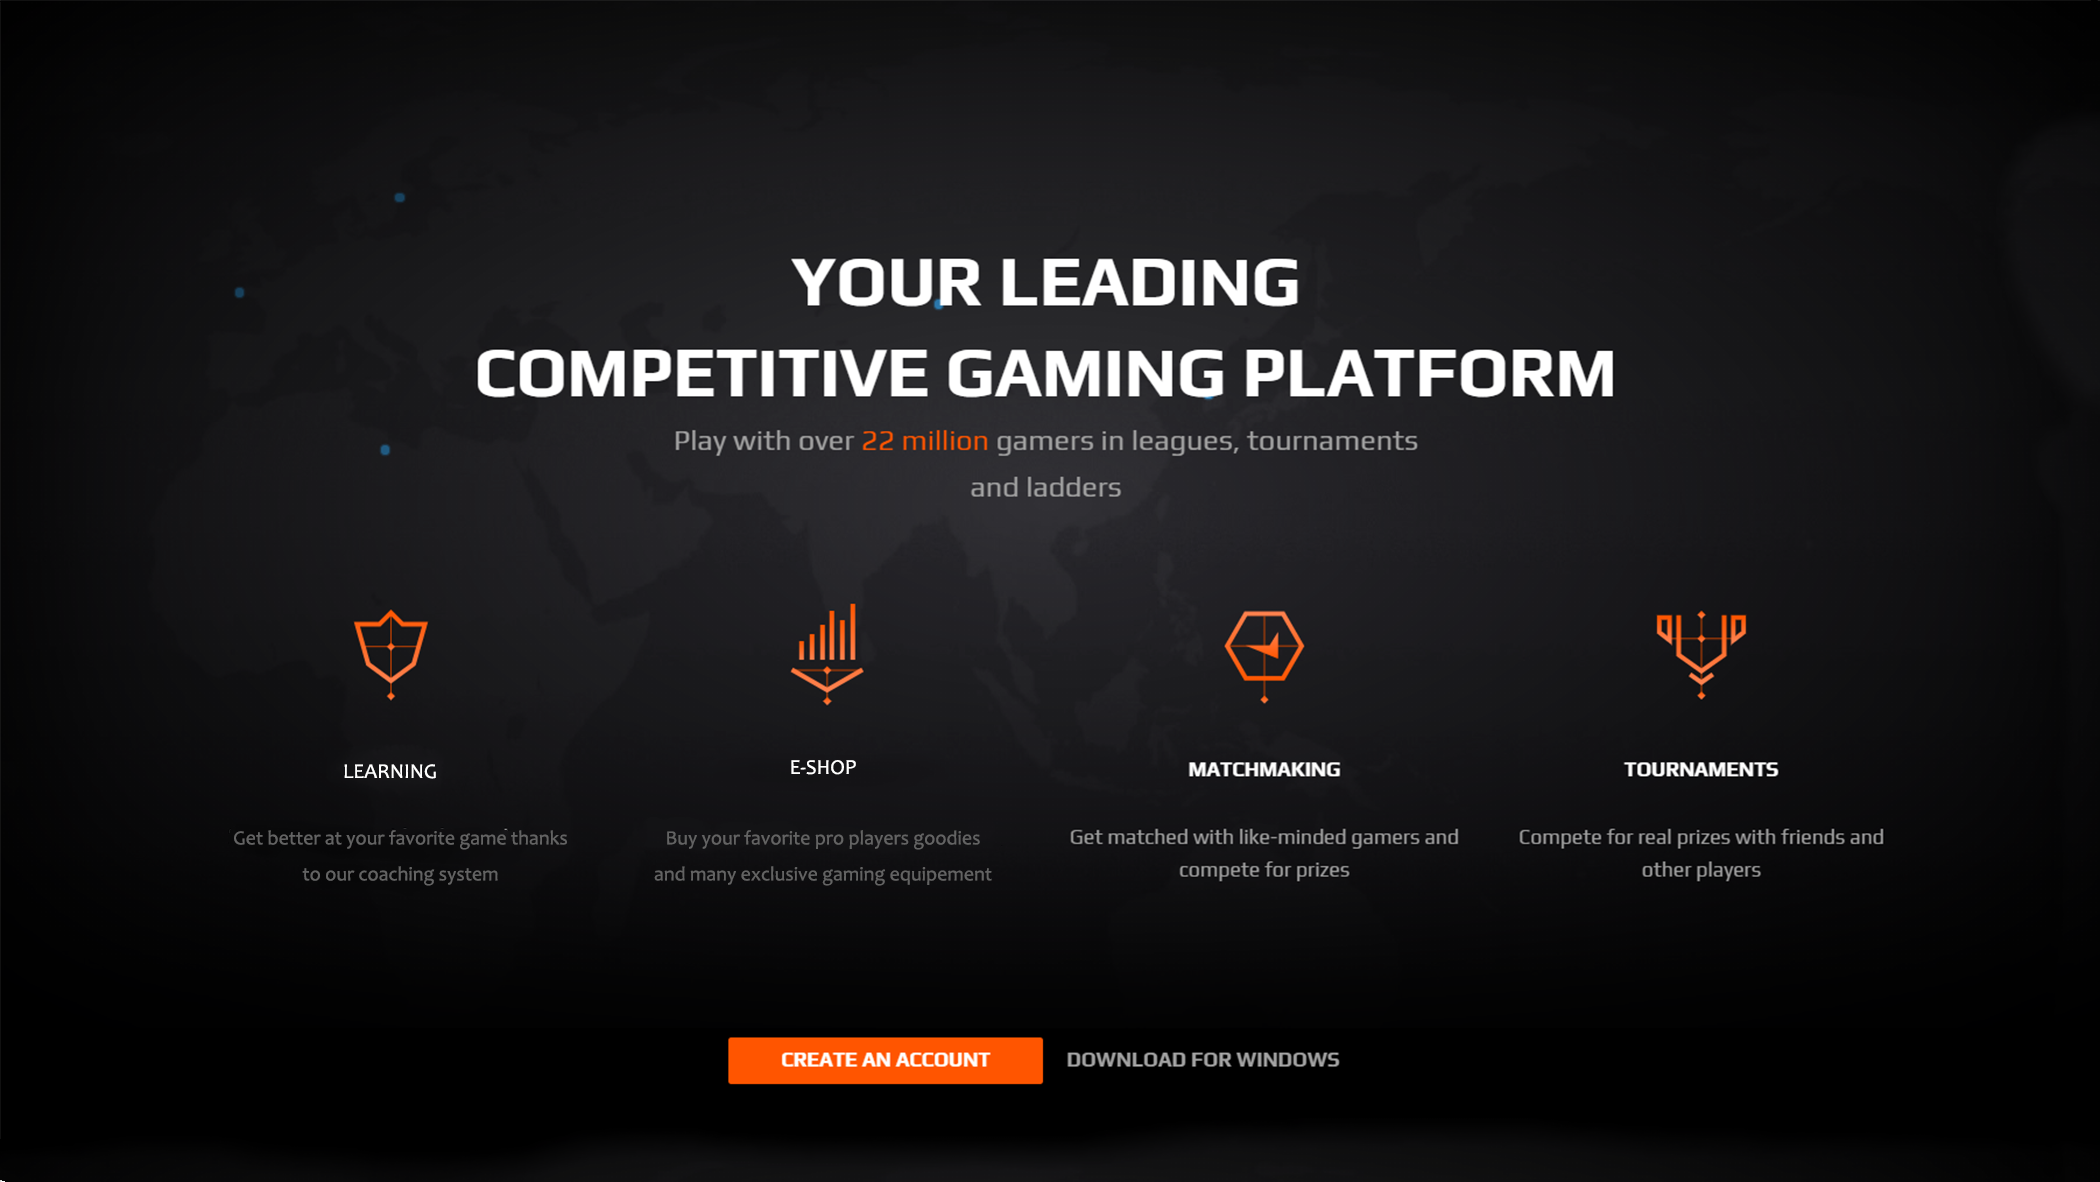 YOUR LEADING
COMPETITIVE GAMING PLATFORM
Play with over 22 million gamers in leagues, tournaments
and ladders
LEARNING
Get better at your favorite game thanks
to our coaching system
E-SHOP
Buy your favorite pro players goodies
and many exclusive gaming equipement
MATCHMAKING
Get matched with like-minded gamers and
compete for prizes
TOURNAMENTS
Compete for real prizes with friends and
other players
CREATE AN ACCOUNT
DOWNLOAD FOR WINDOWS